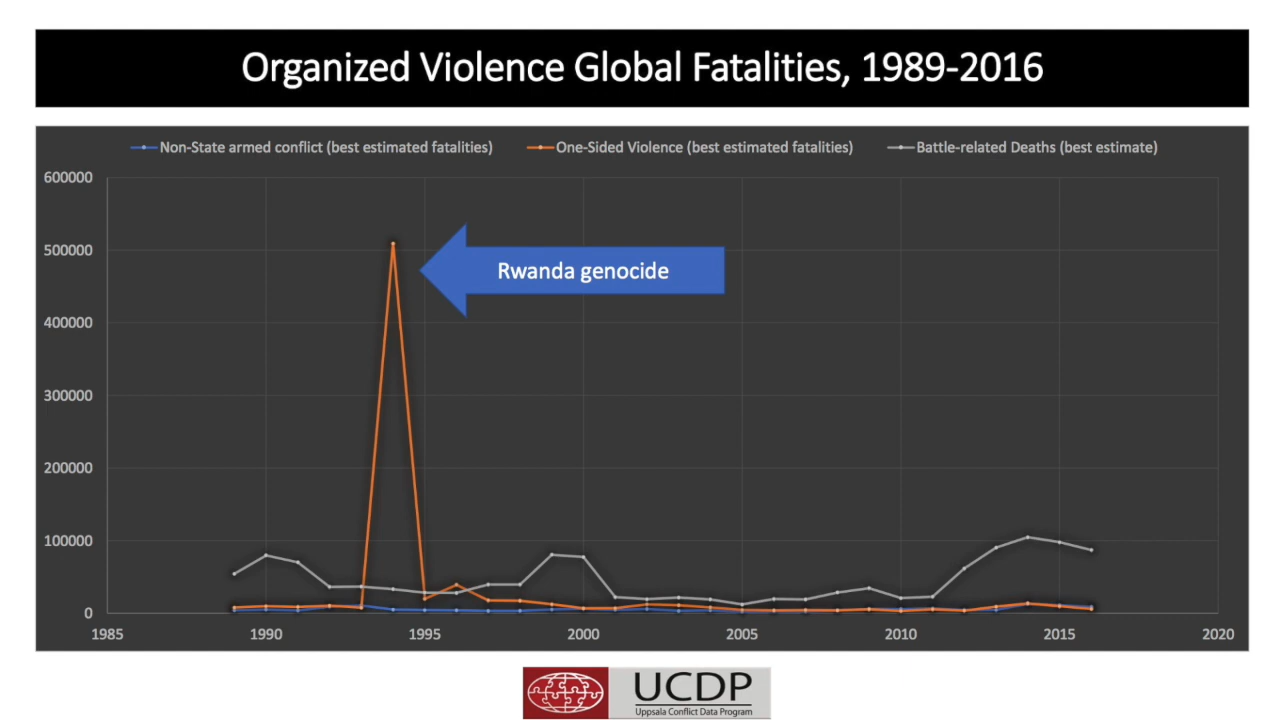 Organized Violence Global Fatalities, 1989-2016
Non-State armed conflict (best estimated fatalities) One-Sided Violence (best estimated fatalities) Battle-related Deaths (best estimate)
600000
500000
Rwanda genocide
400000
300000
200000
100000
0
1985 1990 1995 2000 2005 2010 2015 2020
UCDP
Uppsala Conflict Data Program